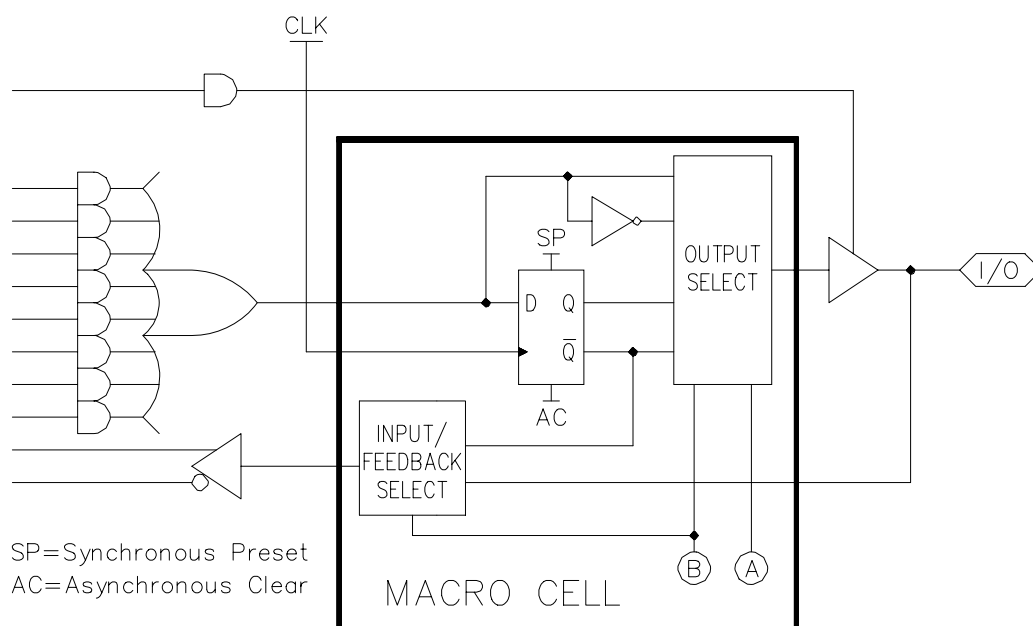 CLK
SP
OUTPUT
SELECT
I/O
D Q
Q̅
AC
INPUT/
FEEDBACK
SELECT
SP=Synchronous Preset
AC=Asynchronous Clear
B
A
MACRO CELL